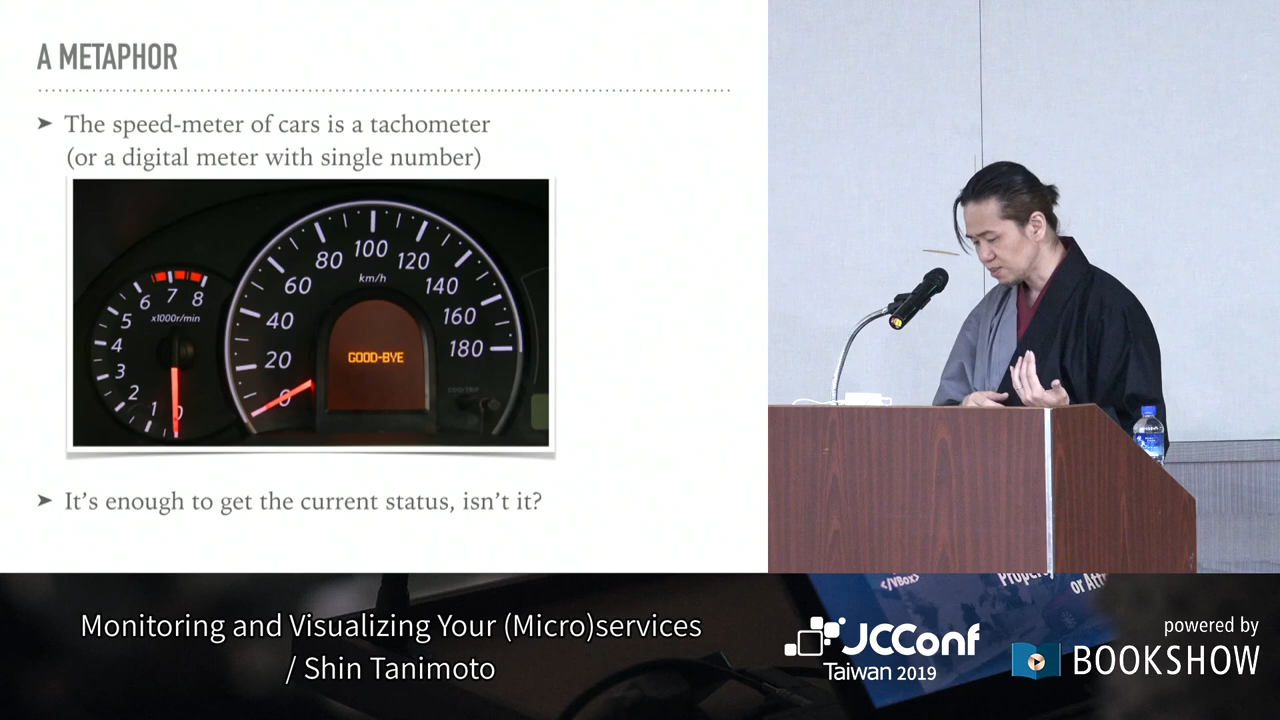 A METAPHOR
➤ The speed-meter of cars is a tachometer
(or a digital meter with single number)
80 100 120
60 km/h 140
40 160
20 180
0
GOOD-BYE
6 7 8
5 x1000r/min
4
3
2
1
0
➤ It's enough to get the current status, isn't it?
Monitoring and Visualizing Your (Micro)services
/ Shin Tanimoto
</VBox>
JCConf
Taiwan 2019
powered by
BOOKSHOW